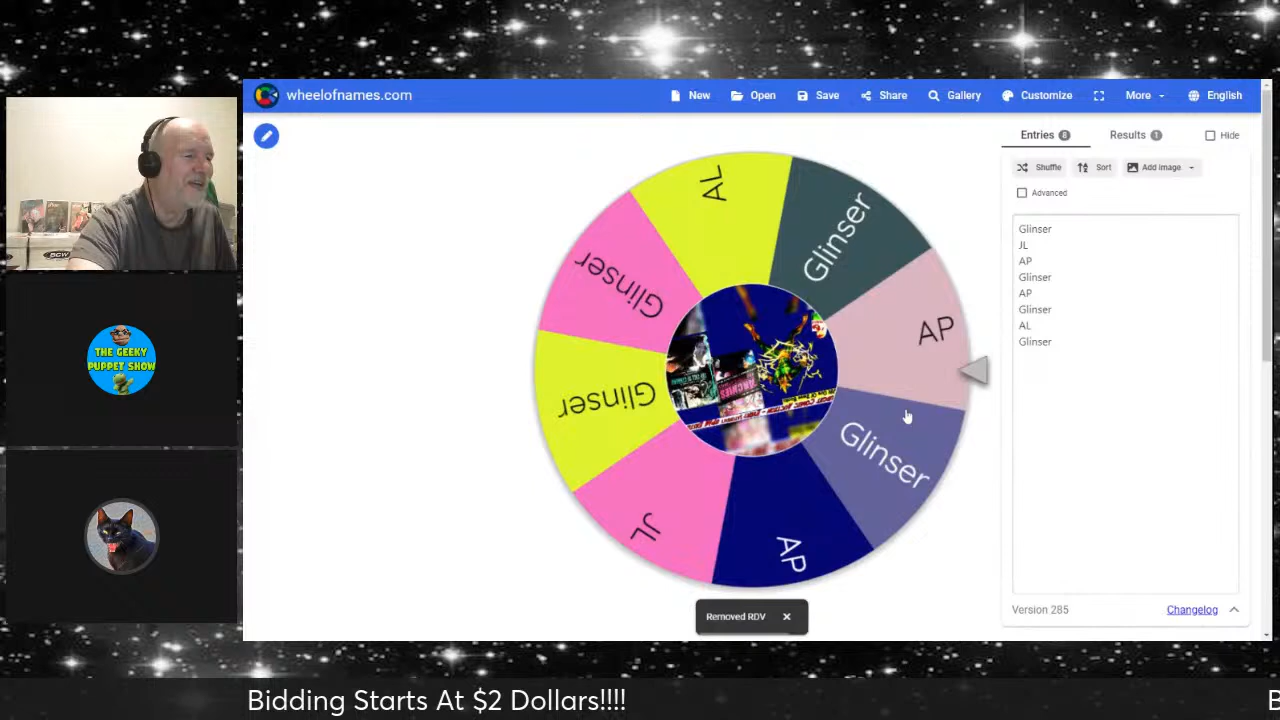 wheelofnames.com
New
Open
Save
Share
Gallery
Customize
More
English
Entries 8
Results 1
Hide
Shuffle
Sort
Add image
Advanced
Glinser
JL
AP
Glinser
AP
Glinser
AL
Glinser
AL
Glinser
AP
Glinser
AP
JL
Glinser
Glinser
BCW
THE GEEKY
PUPPET SHOW
Removed RDV
Version 285
Changelog
Bidding Starts At $2 Dollars!!!!
B